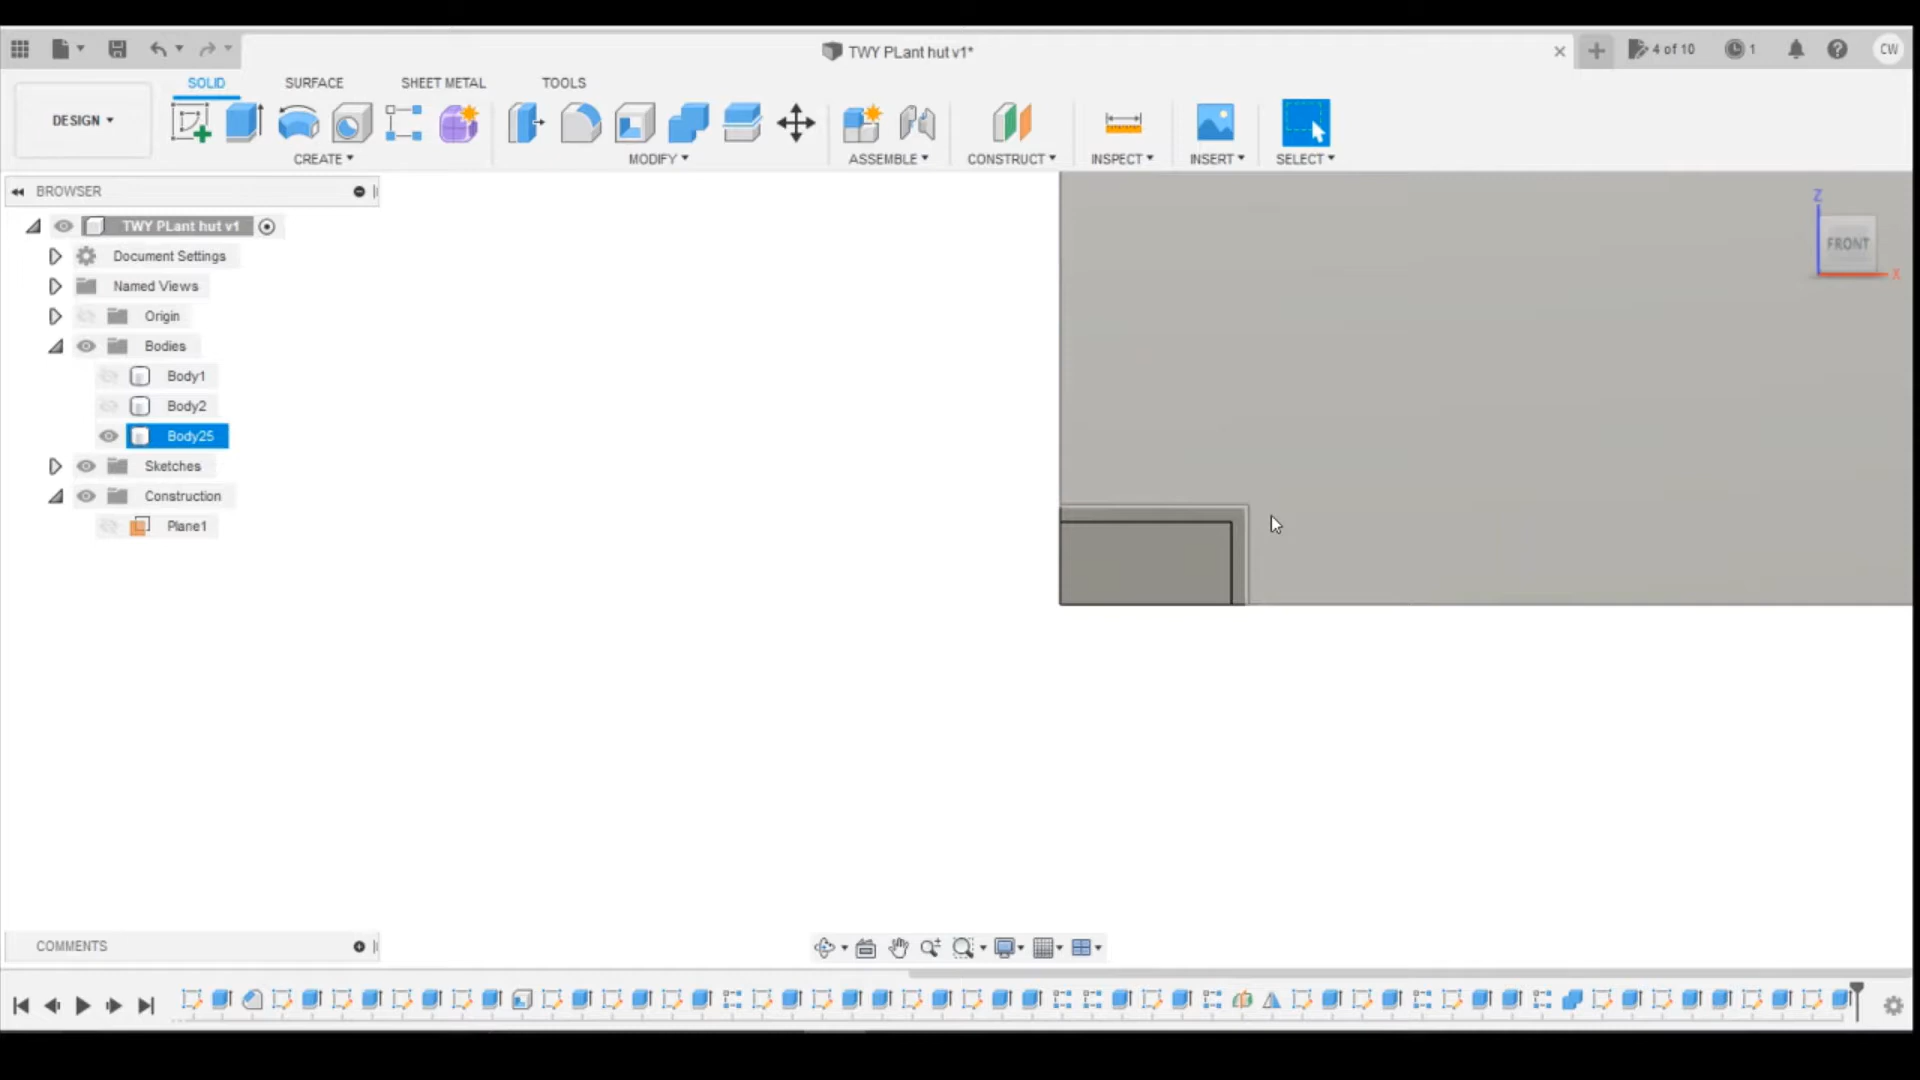 TWY PLant hut v1*
4 of 10
1
CW
DESIGN
SOLID
SURFACE
SHEET METAL
TOOLS
CREATE
MODIFY
ASSEMBLE
CONSTRUCT
INSPECT
INSERT
SELECT
BROWSER
TWY PLant hut v1
Document Settings
Named Views
Origin
Bodies
Body1
Body2
Body25
Sketches
Construction
Plane1
Z
FRONT
X
COMMENTS